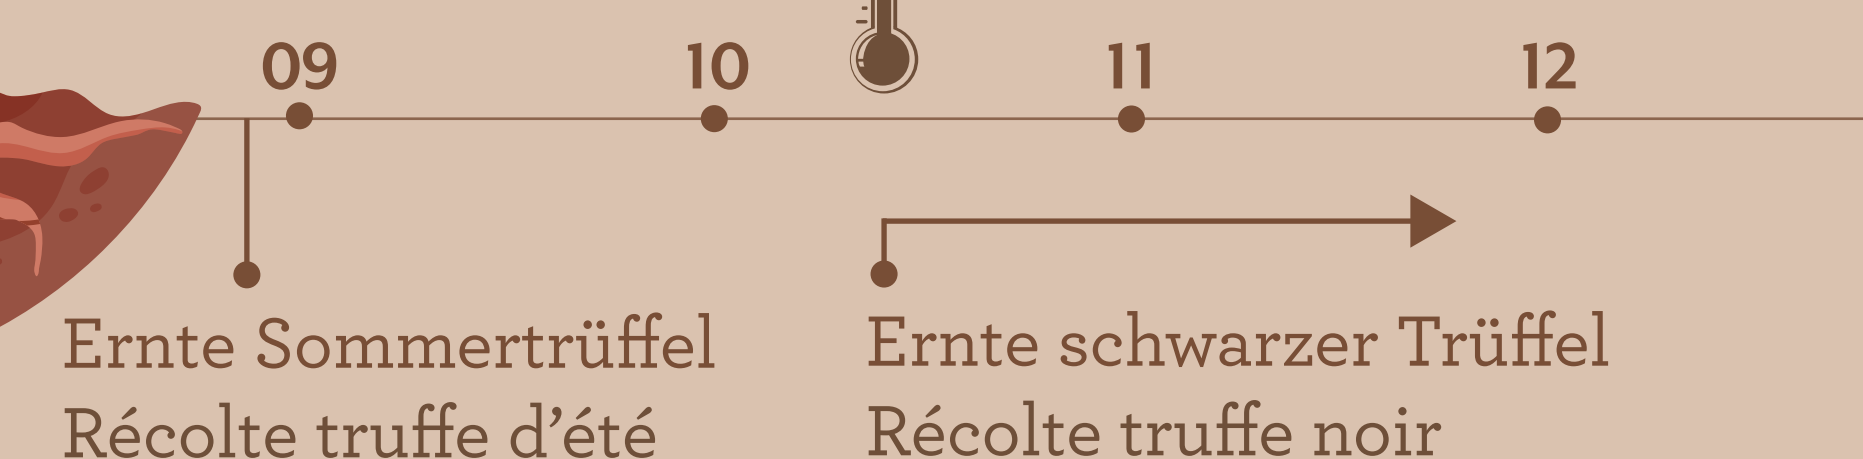 09 10 11 12
Ernte Sommertrüffel
Récolte truffe d’été
Ernte schwarzer Trüffel
Récolte truffe noir